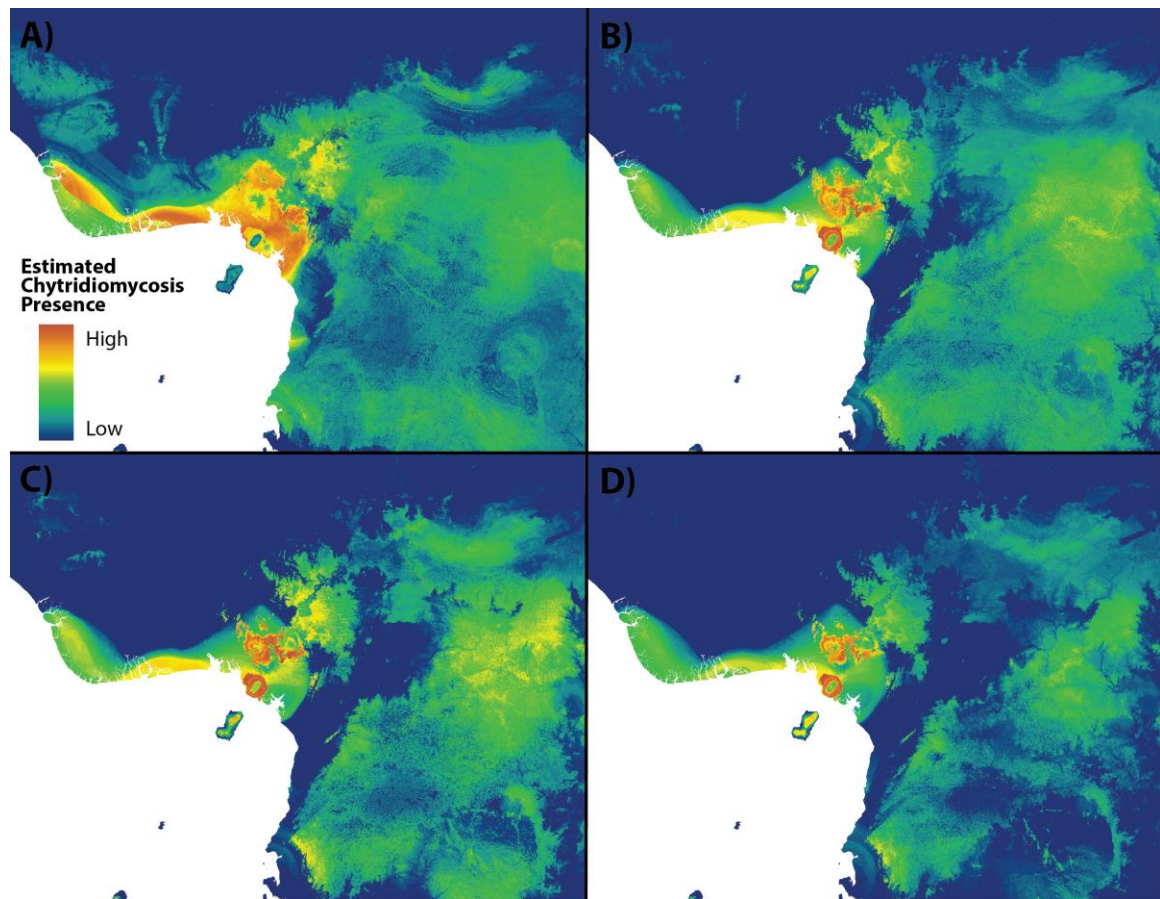 A)
B)
Estimated
Chytridiomycosis
Presence
High
Low
C)
D)